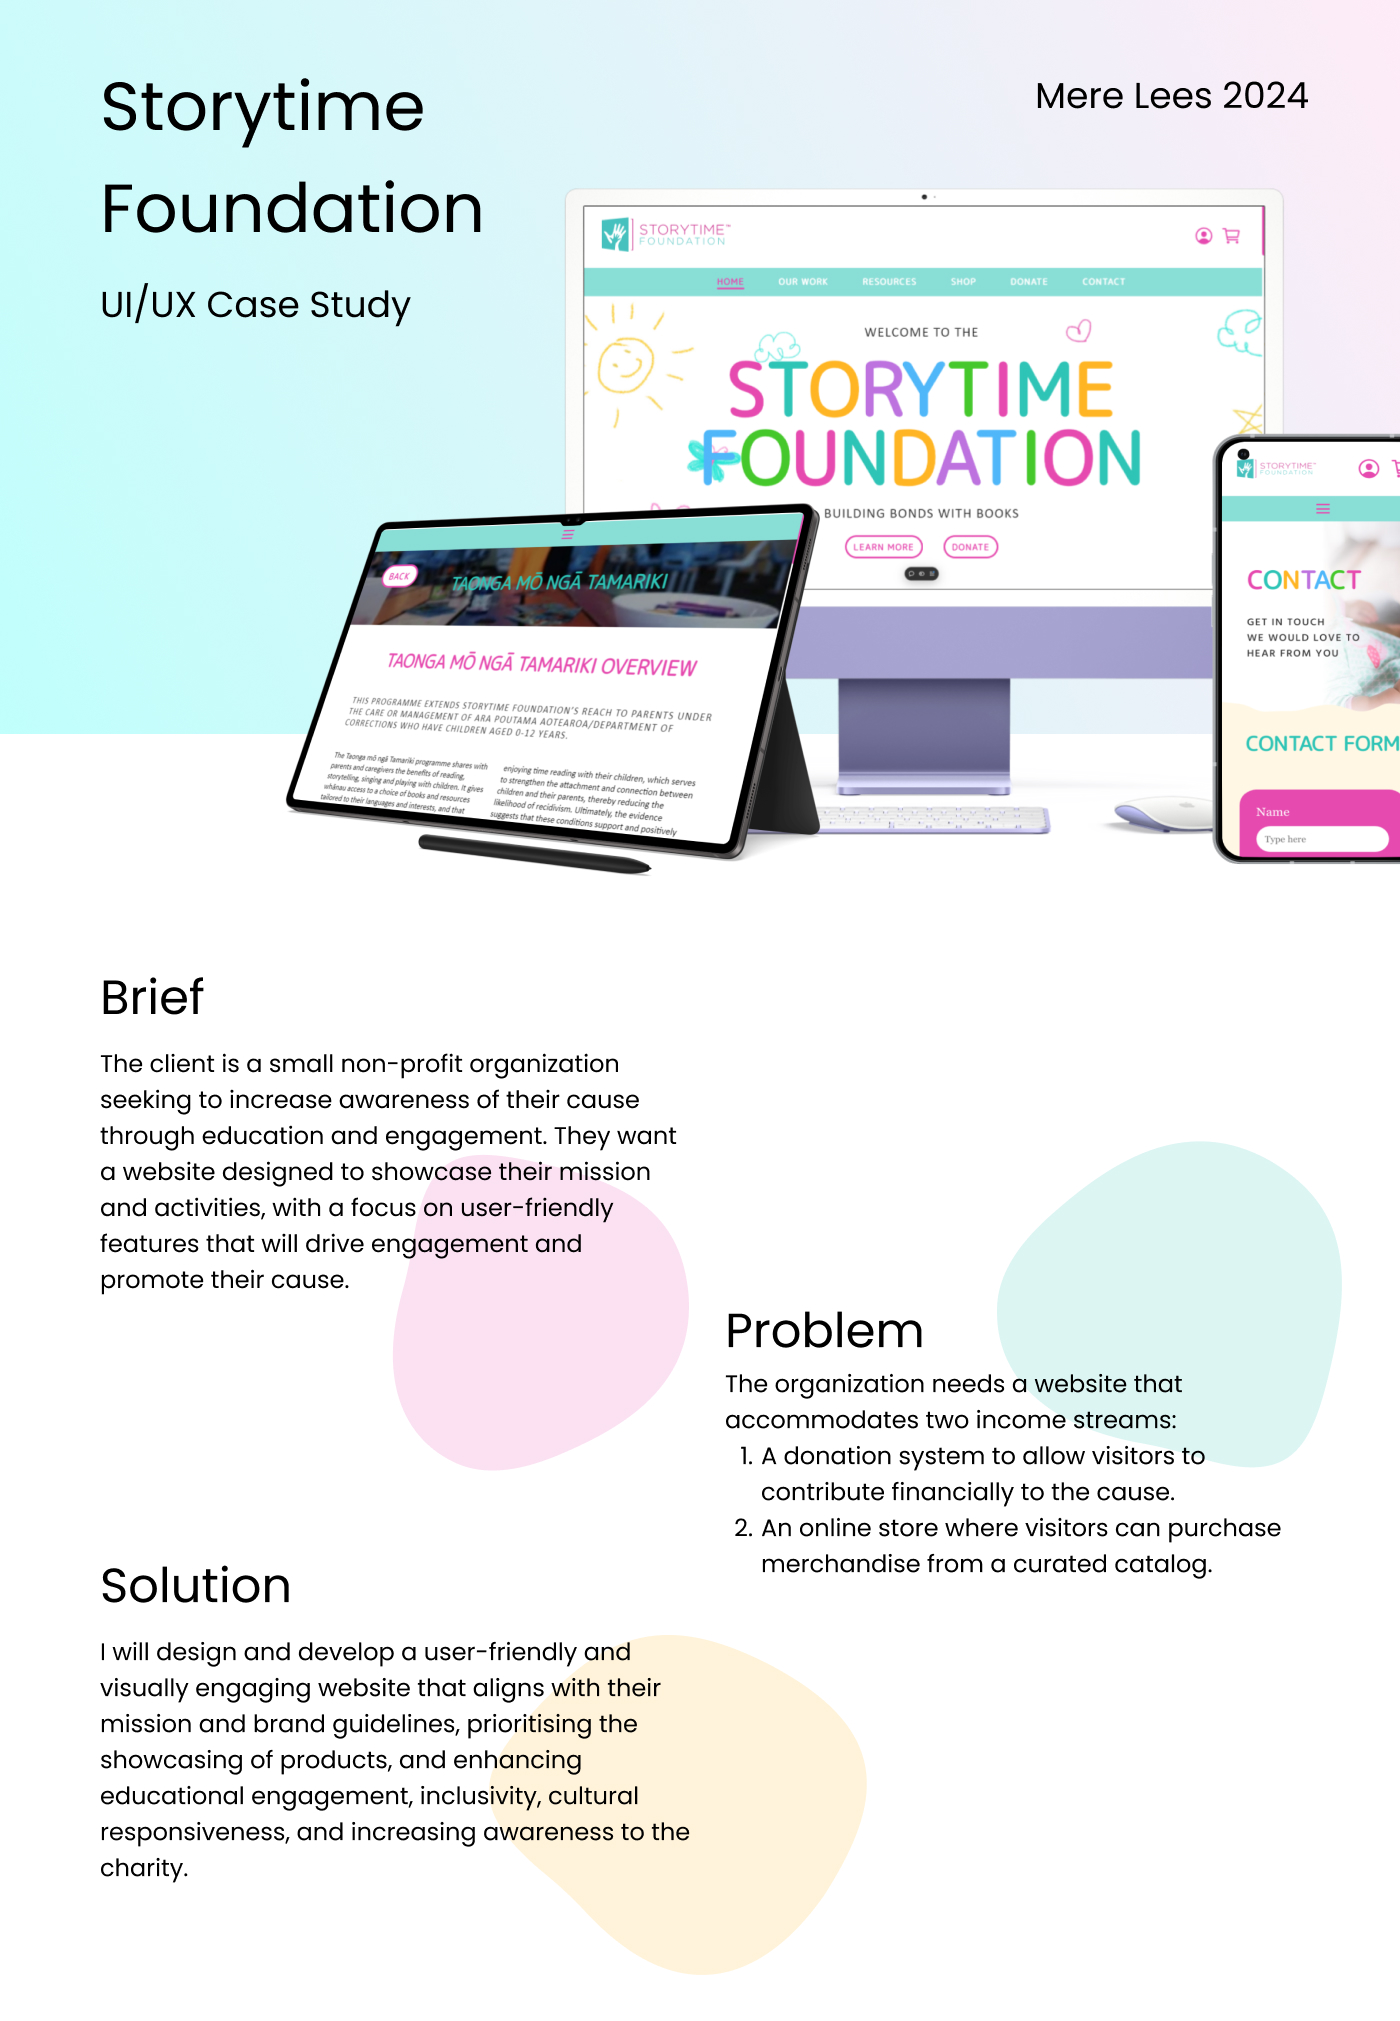 Storytime
Foundation
UI/UX Case Study
Mere Lees 2024
STORYTIME™
FOUNDATION
HOME
OUR WORK
RESOURCES
SHOP
DONATE
CONTACT
WELCOME TO THE
STORYTIME
FOUNDATION
BUILDING BONDS WITH BOOKS
LEARN MORE
DONATE
BACK
TAONGA MŌ NGĀ TAMARIKI
TAONGA MŌ NGĀ TAMARIKI OVERVIEW
THIS PROGRAMME EXTENDS STORYTIME FOUNDATION'S REACH TO PARENTS UNDER
THE CARE OR MANAGEMENT OF ARA POUTAMA AOTEAROA/DEPARTMENT OF
CORRECTIONS WHO HAVE CHILDREN AGED 0-12 YEARS.
The Taonga mō ngā Tamariki programme shares with
parents and caregivers the benefits of reading,
storytelling, singing and playing with children. It gives
whānau access to a choice of books and resources
tailored to their languages and interests, and that
enjoying time reading with their children, which serves
to strengthen the attachment and connection between
children and their parents, thereby reducing the
likelihood of recidivism. Ultimately, the evidence
suggests that these conditions support and positively
STORYTIME™
FOUNDATION
CONTACT
GET IN TOUCH
WE WOULD LOVE TO
HEAR FROM YOU
CONTACT FORM
Name
Type here
Brief
The client is a small non-profit organization
seeking to increase awareness of their cause
through education and engagement. They want
a website designed to showcase their mission
and activities, with a focus on user-friendly
features that will drive engagement and
promote their cause.
Problem
The organization needs a website that
accommodates two income streams:
1. A donation system to allow visitors to
contribute financially to the cause.
2. An online store where visitors can purchase
merchandise from a curated catalog.
Solution
I will design and develop a user-friendly and
visually engaging website that aligns with their
mission and brand guidelines, prioritising the
showcasing of products, and enhancing
educational engagement, inclusivity, cultural
responsiveness, and increasing awareness to the
charity.